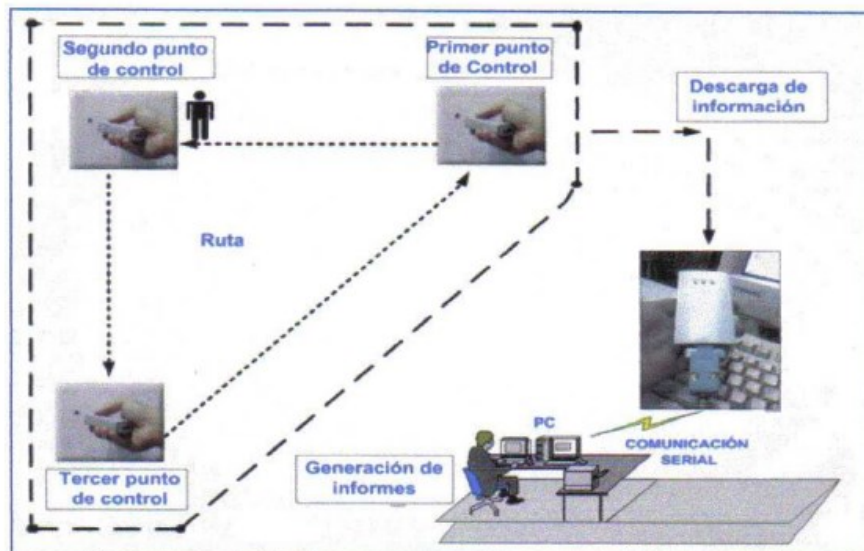 Segundo punto
de control
Primer punto
de Control
Descarga de
información
Ruta
Tercer punto
de control
Generación de
informes
PC
COMUNICACIÓN
SERIAL